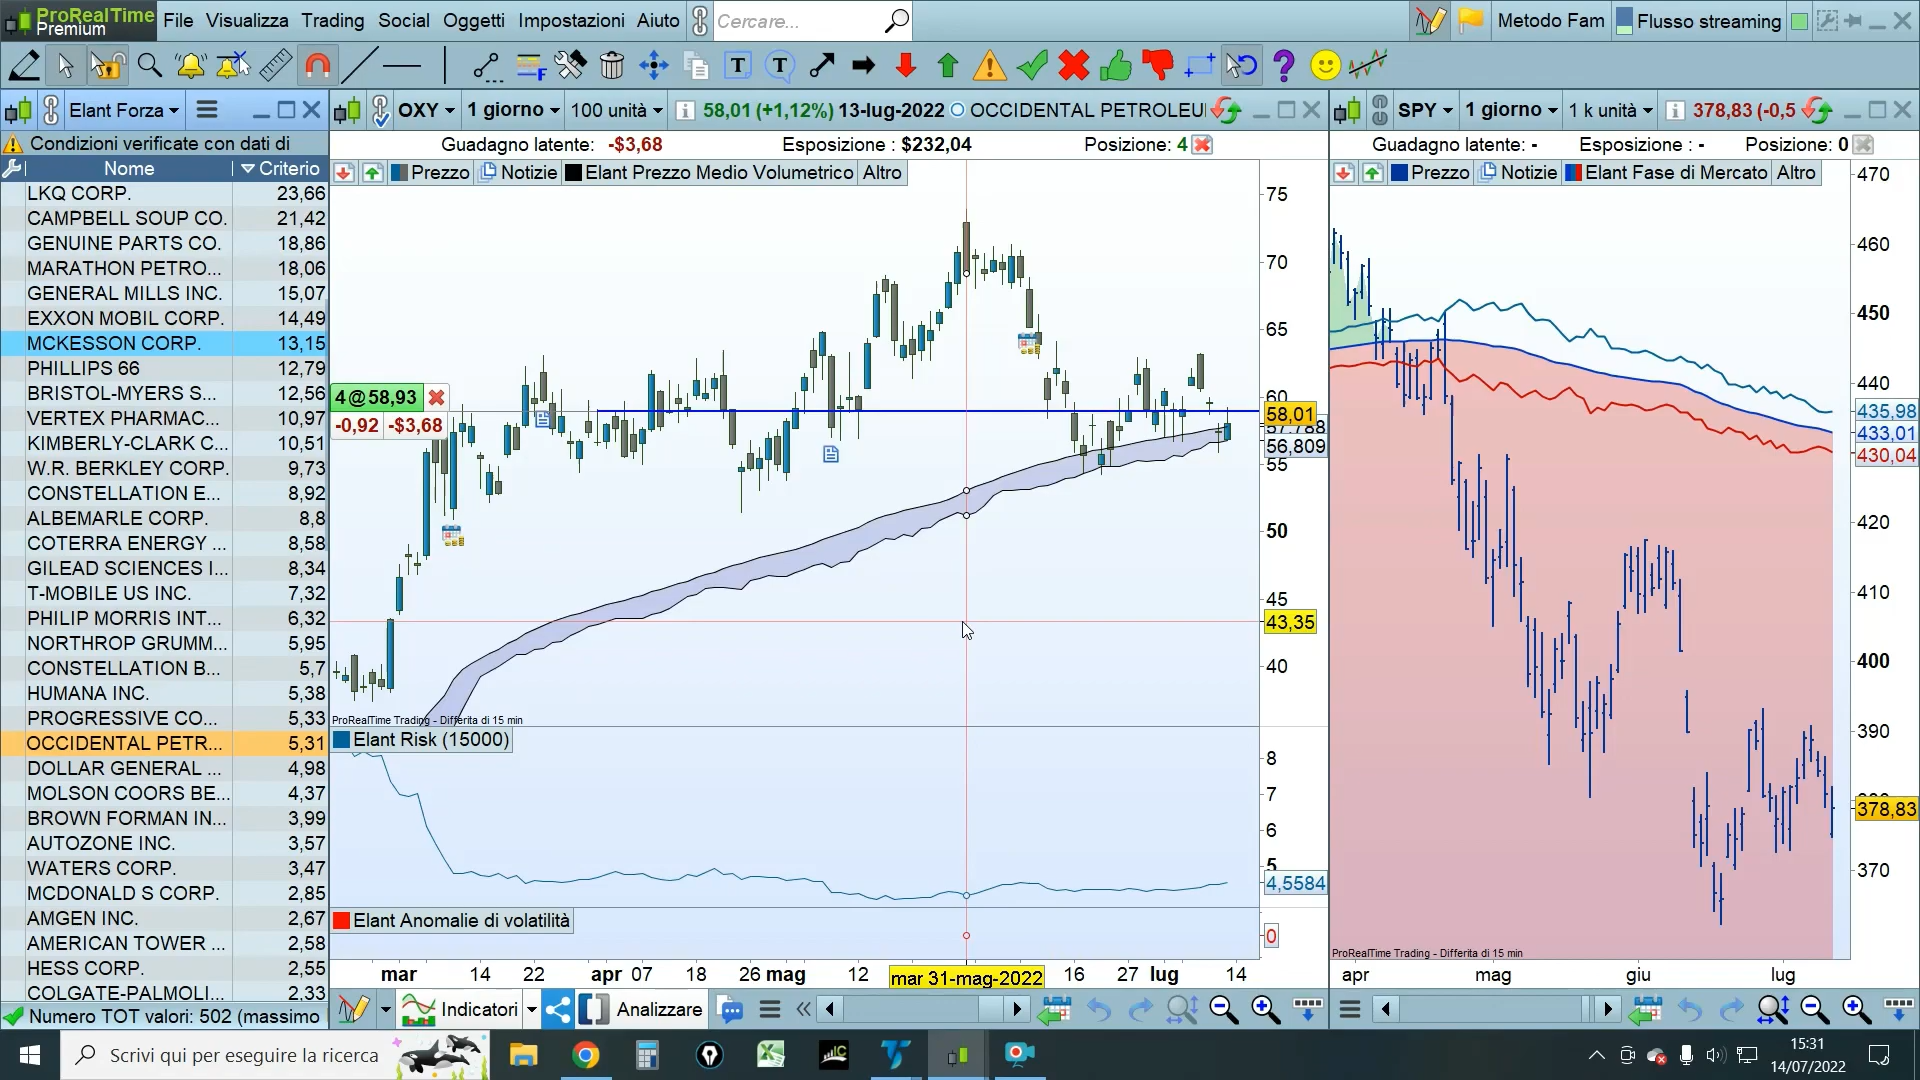 ProRealTime
Premium
File Visualizza Trading Social Oggetti Impostazioni Aiuto
Cercare...
Metodo Fam
Flusso streaming
Elant Forza
OXY 1 giorno 100 unità 58,01 (+1,12%) 13-lug-2022 OCCIDENTAL PETROLEU
SPY 1 giorno 1 k unità 378,83 (-0,5
Condizioni verificate con dati di
Nome Criterio
LKQ CORP. 23,66
CAMPBELL SOUP CO. 21,42
GENUINE PARTS CO. 18,86
MARATHON PETRO... 18,06
GENERAL MILLS INC. 15,07
EXXON MOBIL CORP. 14,49
MCKESSON CORP. 13,15
PHILLIPS 66 12,79
BRISTOL-MYERS S... 12,56
VERTEX PHARMAC... 10,97
KIMBERLY-CLARK C... 10,51
W.R. BERKLEY CORP. 9,73
CONSTELLATION E... 8,92
ALBEMARLE CORP. 8,8
COTERRA ENERGY ... 8,58
GILEAD SCIENCES I... 8,34
T-MOBILE US INC. 7,32
PHILIP MORRIS INT... 6,32
NORTHROP GRUMM... 5,95
CONSTELLATION B... 5,7
HUMANA INC. 5,38
PROGRESSIVE CO... 5,33
OCCIDENTAL PETR... 5,31
DOLLAR GENERAL ... 4,98
MOLSON COORS BE... 4,37
BROWN FORMAN IN... 3,99
AUTOZONE INC. 3,57
WATERS CORP. 3,47
MCDONALD S CORP. 2,85
AMGEN INC. 2,67
AMERICAN TOWER ... 2,58
HESS CORP. 2,55
COLGATE-PALMOLI... 2,33
Numero TOT valori: 502 (massimo
Guadagno latente: -$3,68 Esposizione : $232,04 Posizione: 4
Prezzo Notizie Elant Prezzo Medio Volumetrico Altro
75
70
65
60
58,01
57,788
56,809
55
50
45
43,35
40
4@58,93
-0,92 -$3,68
ProRealTime Trading - Differita di 15 min
Elant Risk (15000)
8
7
6
5
4,5584
Elant Anomalie di volatilità
0
mar 14 22 apr 07 18 26 mag 12 mar 31-mag-2022 16 27 lug 14
Indicatori
Analizzare
Guadagno latente: - Esposizione : - Posizione: 0
Prezzo Notizie Elant Fase di Mercato Altro
470
460
450
440
435,98
433,01
430,04
420
410
400
390
378,83
370
ProRealTime Trading - Differita di 15 min
apr mag giu lug
Scrivi qui per eseguire la ricerca
15:31
14/07/2022